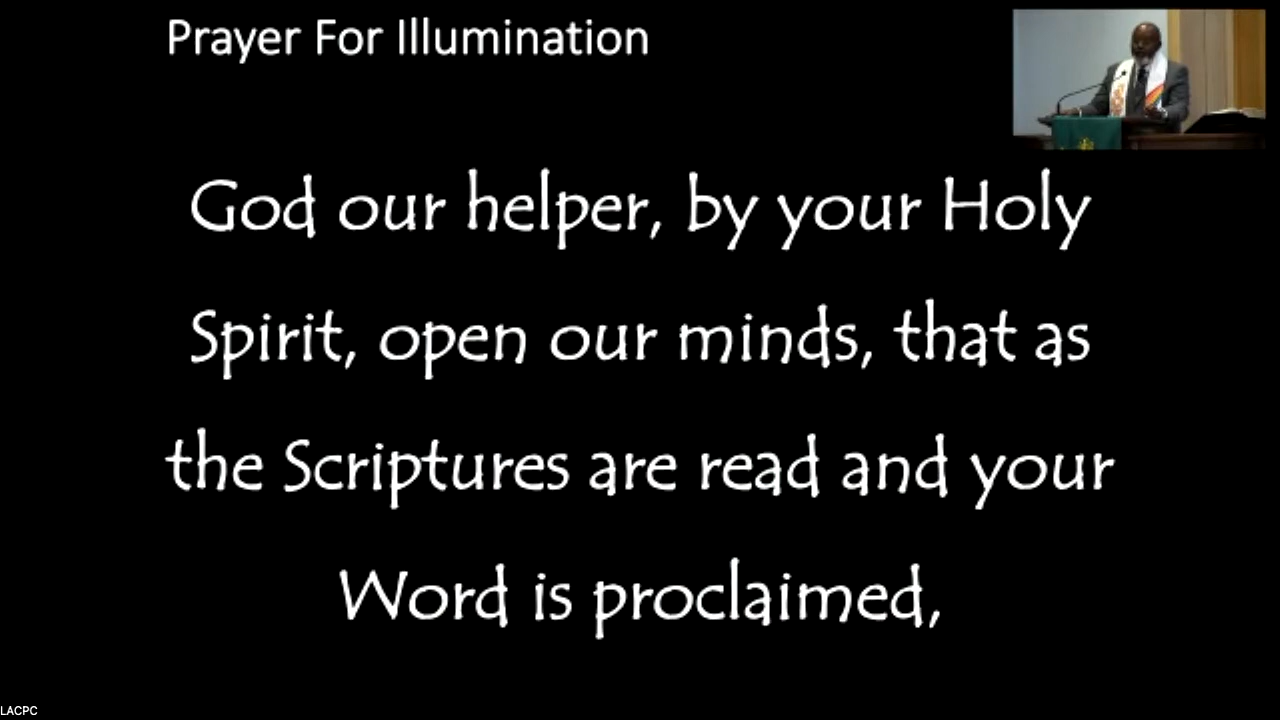 Prayer For Illumination
God our helper, by your Holy
Spirit, open our minds, that as
the Scriptures are read and your
Word is proclaimed,
LACPC